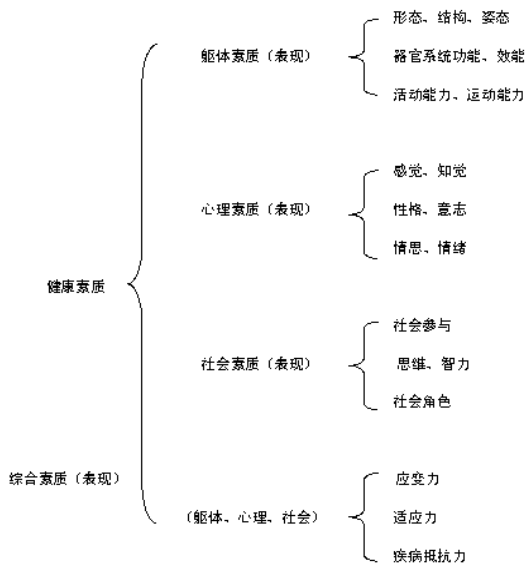 形态、结构、姿态
躯体素质（表现）
器官系统功能、效能
活动能力、运动能力
感觉、知觉
心理素质（表现）
性格、意志
情思、情绪
健康素质
社会参与
社会素质（表现）
思维、智力
社会角色
综合素质（表现）
应变力
（躯体、心理、社会）
适应力
疾病抵抗力